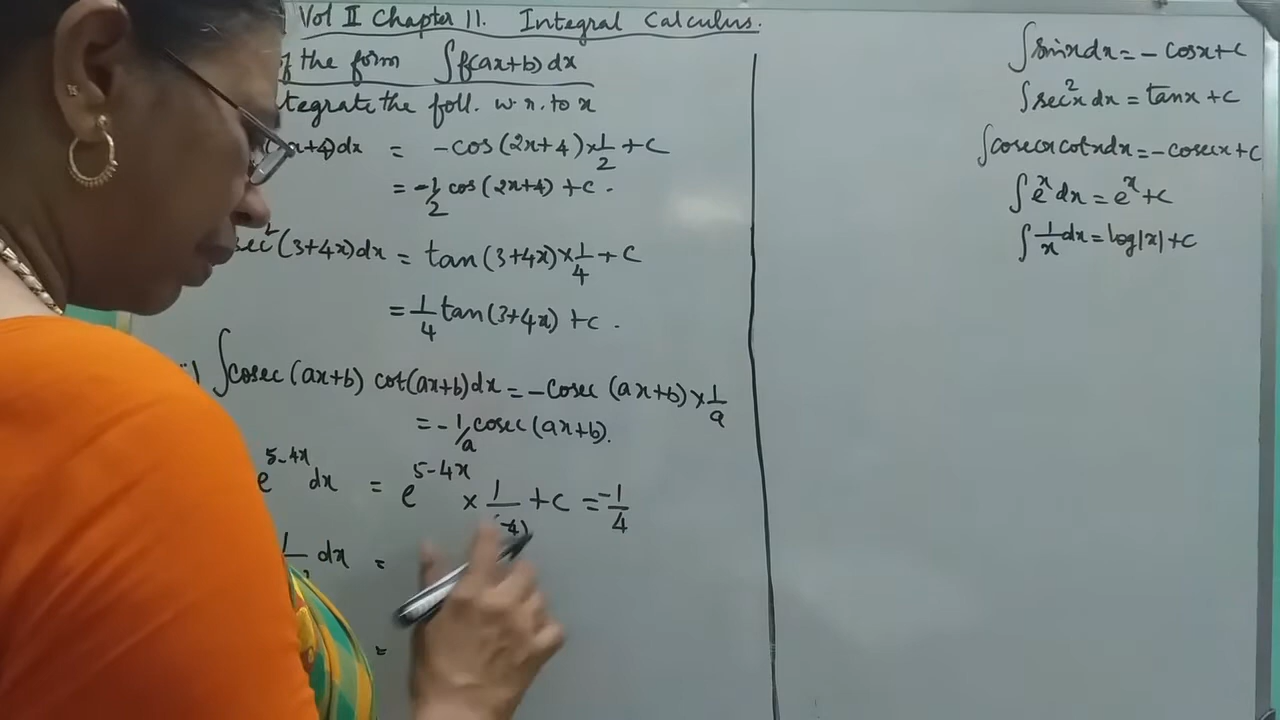 Vol II Chapter 11. Integral Calculus.
of the form ∫f(ax+b) dx
tegrate the foll. w.r. to x
x+4)dx = -cos(2x+4)×1/2 +c
= -1/2 cos(2x+4) +c.
sec²(3+4x)dx = tan(3+4x)×1/4 +c
= 1/4 tan(3+4x) +c.
) ∫cosec(ax+b) cot(ax+b)dx = -cosec(ax+b)×1/a
= -1/a cosec(ax+b).
e^(5-4x) dx = e^(5-4x) × 1/(-4) +c = -1/4
dx =
=
∫sinx dx = -cosx+c
∫sec²x dx = tanx +c
∫cosecx cotx dx = -cosecx+c
∫e^x dx = e^x +c
∫1/x dx = log|x| +c